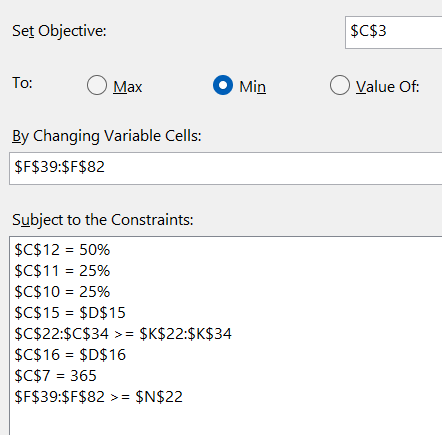 Set Objective:
$C$3
To:
Max
Min
Value Of:
By Changing Variable Cells:
$F$39:$F$82
Subject to the Constraints:
$C$12 = 50%
$C$11 = 25%
$C$10 = 25%
$C$15 = $D$15
$C$22:$C$34 >= $K$22:$K$34
$C$16 = $D$16
$C$7 = 365
$F$39:$F$82 >= $N$22